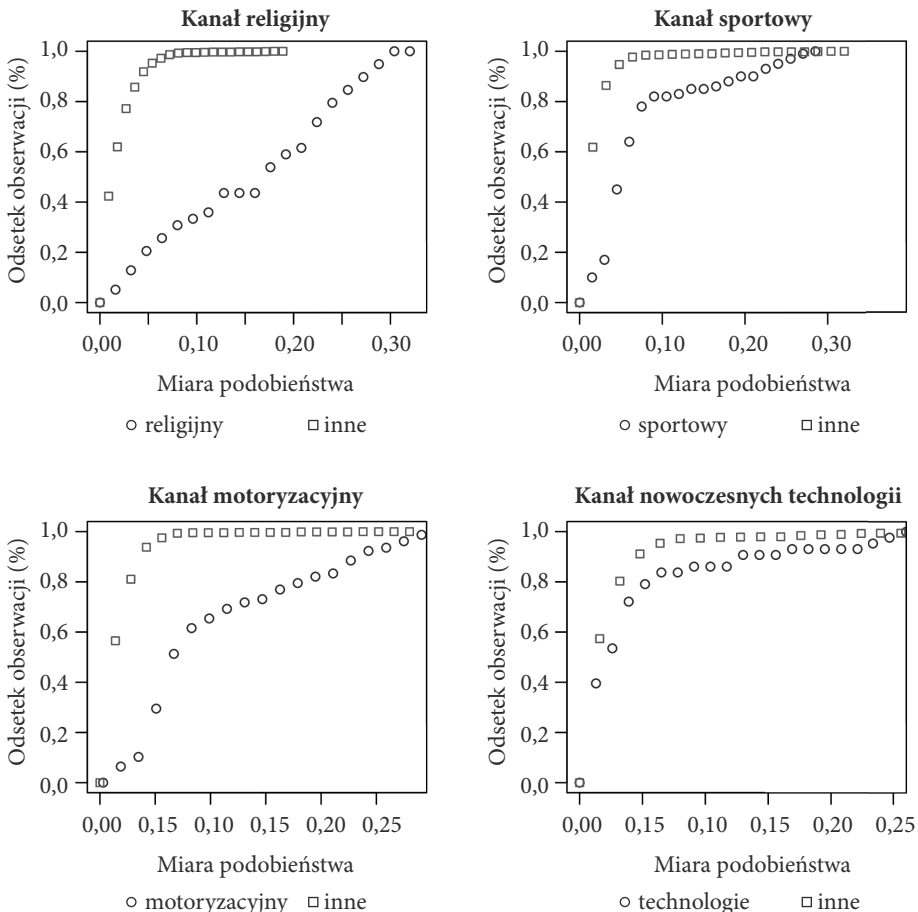 Kanał religijny
Odsetek obserwacji (%)
1,0
0,8
0,6
0,4
0,2
0,0
0,00 0,10 0,20 0,30
Miara podobieństwa
religijny inne
Kanał sportowy
Odsetek obserwacji (%)
1,0
0,8
0,6
0,4
0,2
0,0
0,00 0,10 0,20 0,30
Miara podobieństwa
sportowy inne
Kanał motoryzacyjny
Odsetek obserwacji (%)
1,0
0,8
0,6
0,4
0,2
0,0
0,00 0,15 0,10 0,15 0,20 0,25
Miara podobieństwa
motoryzacyjny inne
Kanał nowoczesnych technologii
Odsetek obserwacji (%)
1,0
0,8
0,6
0,4
0,2
0,0
0,00 0,15 0,10 0,15 0,20 0,25
Miara podobieństwa
technologie inne